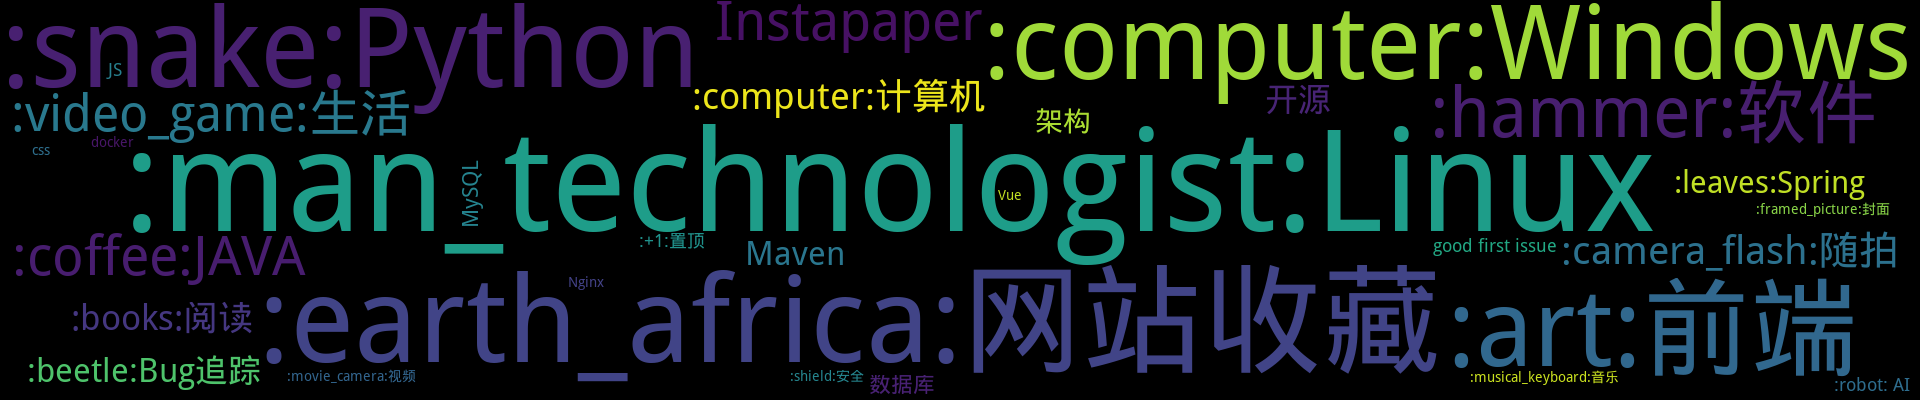 :snake:Python
Instapaper
:computer:Windows
JS
:video_game:生活
:computer:计算机
架构
开源
:hammer:软件
css
docker
:man_technologist:Linux
MySQL
Vue
:leaves:Spring
:framed_picture:封面
:coffee:JAVA
:+1:置顶
Maven
good first issue
:camera_flash:随拍
Nginx
:books:阅读
:earth_africa:网站收藏
:art:前端
:beetle:Bug追踪
:movie_camera:视频
:shield:安全
数据库
:musical_keyboard:音乐
:robot: AI